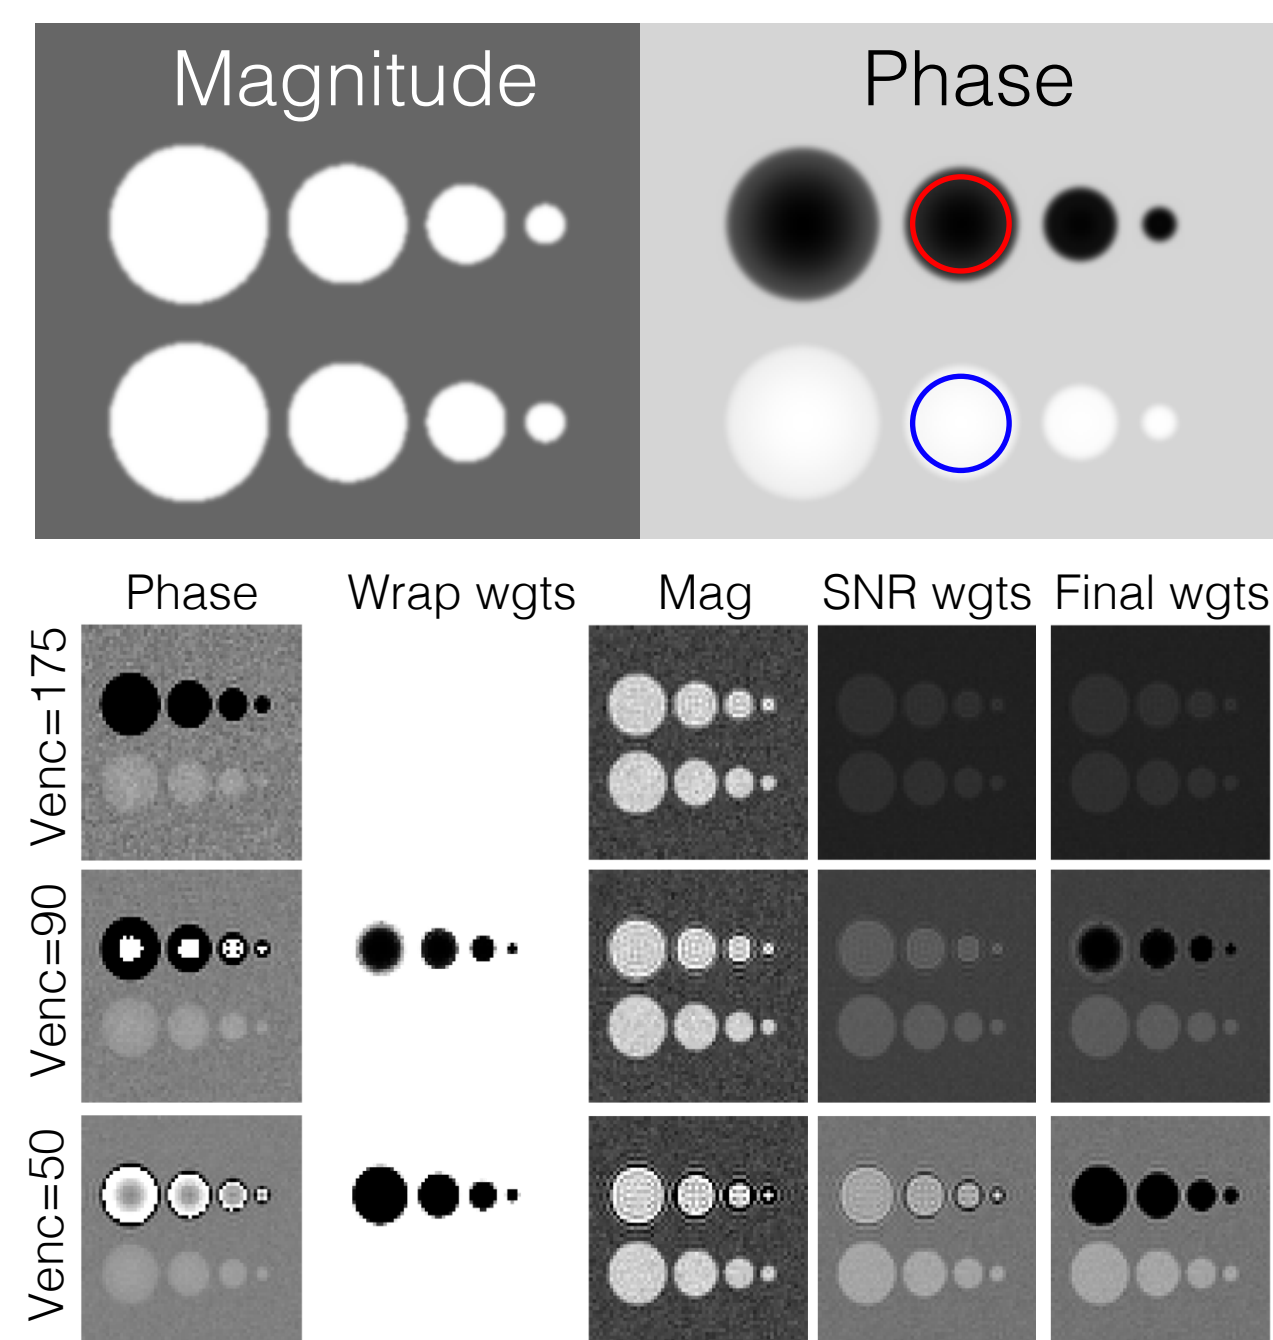 Magnitude
Phase
Phase
Wrap wgts
Mag
SNR wgts
Final wgts
Venc=175
Venc=90
Venc=50